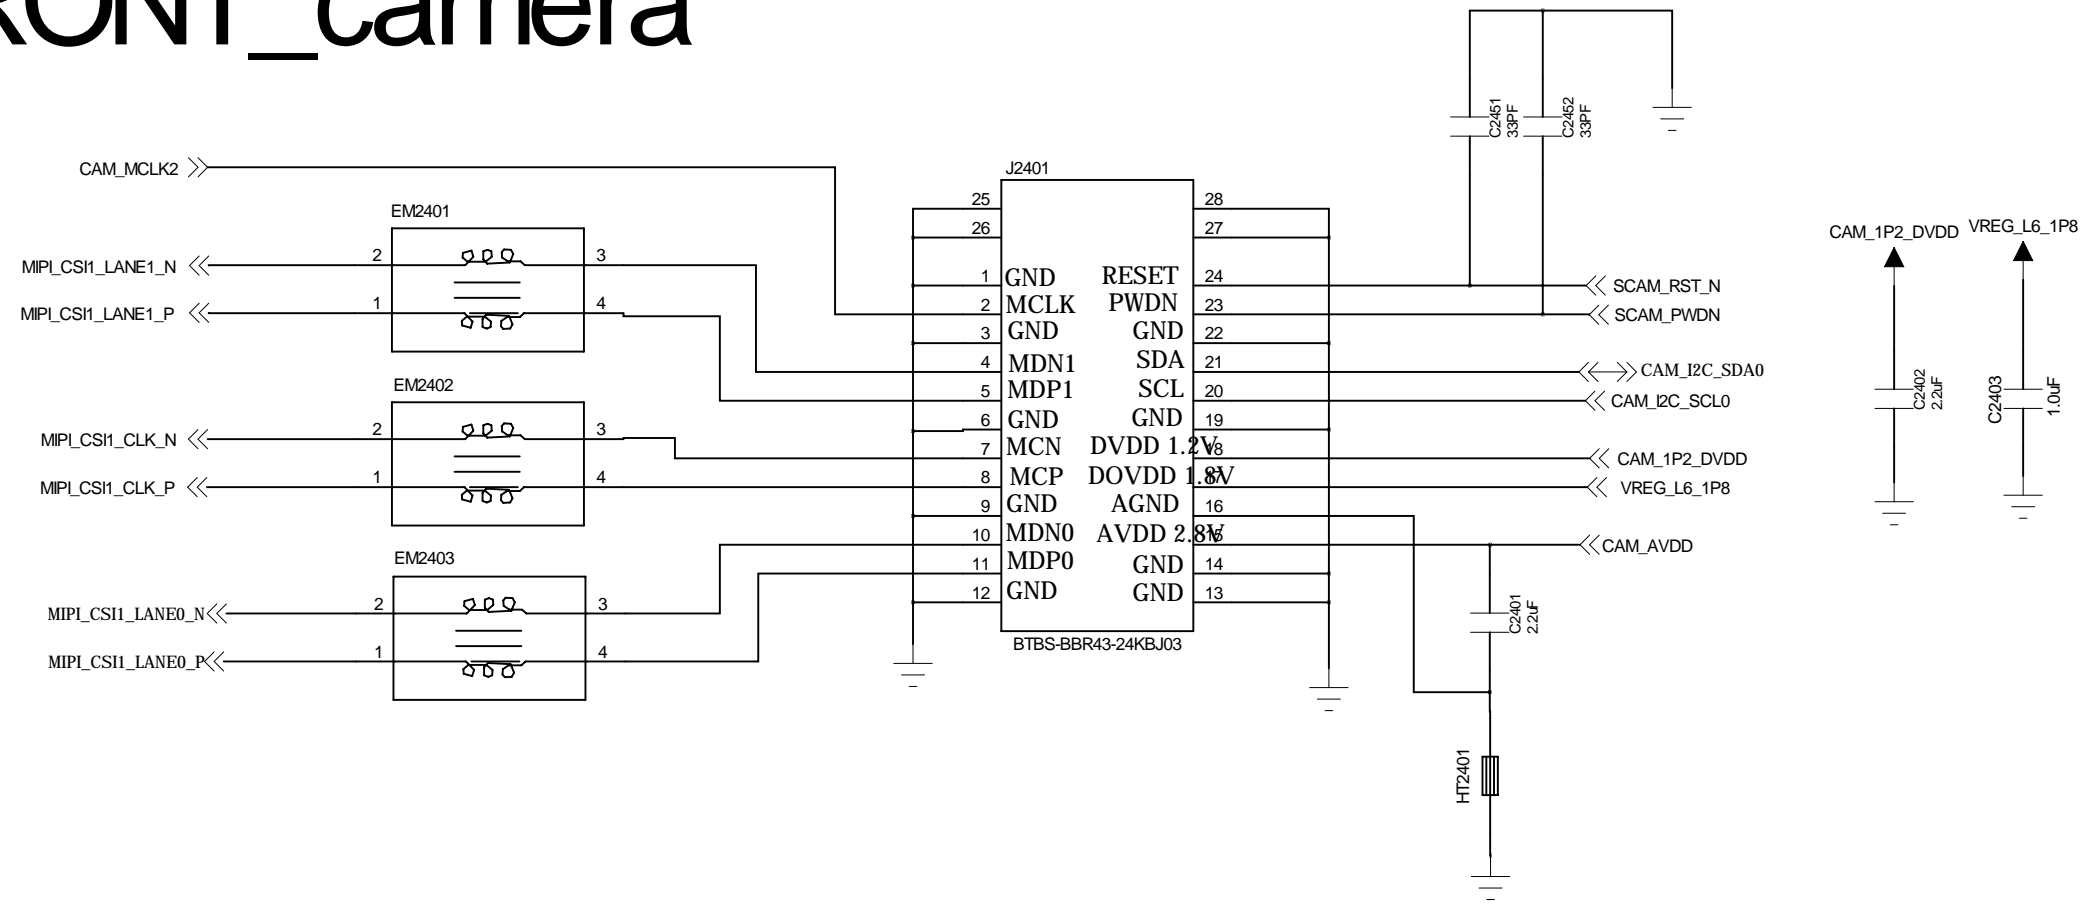 RONT_camera
C2451
33PF
C2452
33PF
CAM_MCLK2
J2401
25
26
28
27
EM2401
MIPI_CSI1_LANE1_N
2
3
MIPI_CSI1_LANE1_P
1
4
EM2402
MIPI_CSI1_CLK_N
2
3
MIPI_CSI1_CLK_P
1
4
EM2403
MIPI_CSI1_LANE0_N
2
3
MIPI_CSI1_LANE0_P
1
4
1 GND RESET 24
2 MCLK PWDN 23
3 GND GND 22
4 MDN1 SDA 21
5 MDP1 SCL 20
6 GND GND 19
7 MCN DVDD 1.2V 18
8 MCP DOVDD 1.8V 17
9 GND AGND 16
10 MDN0 AVDD 2.8V 15
11 MDP0 GND 14
12 GND GND 13
BTBS-BBR43-24KBJ03
SCAM_RST_N
SCAM_PWDN
CAM_I2C_SDA0
CAM_I2C_SCL0
CAM_1P2_DVDD
VREG_L6_1P8
CAM_AVDD
C2401
2.2uF
HT2401
CAM_1P2_DVDD
VREG_L6_1P8
C2402
2.2uF
C2403
1.0uF